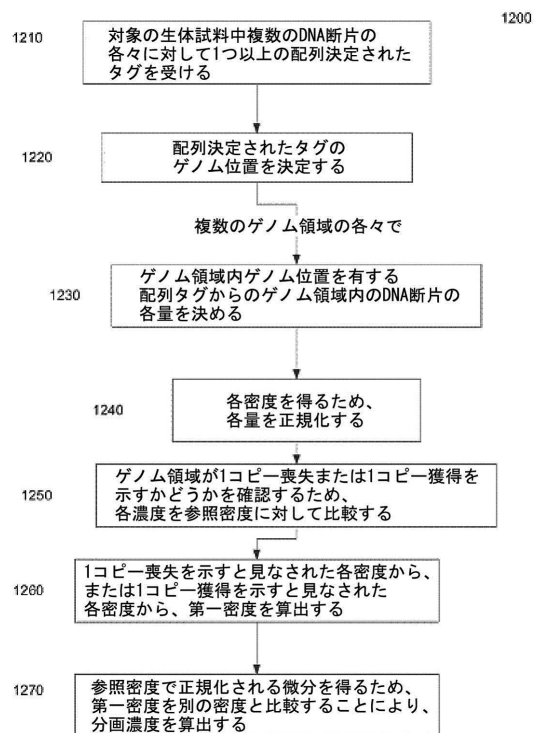 1200
1210
対象の生体試料中複数のDNA断片の
各々に対して1つ以上の配列決定された
タグを受ける
1220
配列決定されたタグの
ゲノム位置を決定する
複数のゲノム領域の各々で
1230
ゲノム領域内ゲノム位置を有する
配列タグからのゲノム領域内のDNA断片の
各量を決める
1240
各密度を得るため、
各量を正規化する
1250
ゲノム領域が1コピー喪失または1コピー獲得を
示すかどうかを確認するため、
各濃度を参照密度に対して比較する
1260
1コピー喪失を示すと見なされた各密度から、
または1コピー獲得を示すと見なされた
各密度から、第一密度を算出する
1270
参照密度で正規化される微分を得るため、
第一密度を別の密度と比較することにより、
分画濃度を算出する